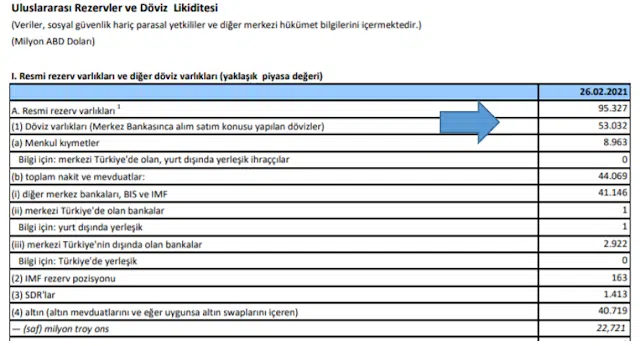 Uluslararası Rezervler ve Döviz Likiditesi
(Veriler, sosyal güvenlik hariç parasal yetkililer ve diğer merkezi hükümet bilgilerini içermektedir.)
(Milyon ABD Doları)
I. Resmi rezerv varlıkları ve diğer döviz varlıkları (yaklaşık piyasa değeri)
26.02.2021
A. Resmi rezerv varlıkları 1 95.327
(1) Döviz varlıkları (Merkez Bankasınca alım satım konusu yapılan dövizler) 53.032
(a) Menkul kıymetler 8.963
Bilgi için: merkezi Türkiye'de olan, yurt dışında yerleşik ihraççılar 0
(b) toplam nakit ve mevduatlar: 44.069
(i) diğer merkez bankaları, BIS ve IMF 41.146
(ii) merkezi Türkiye'de olan bankalar 1
Bilgi için: yurt dışında yerleşik 1
(iii) merkezi Türkiye'nin dışında olan bankalar 2.922
Bilgi için: Türkiye'de yerleşik 0
(2) IMF rezerv pozisyonu 163
(3) SDR'lar 1.413
(4) altın (altın mevduatlarını ve eğer uygunsa altın swaplarını içeren) 40.719
— (saf) milyon troy ons 22,721